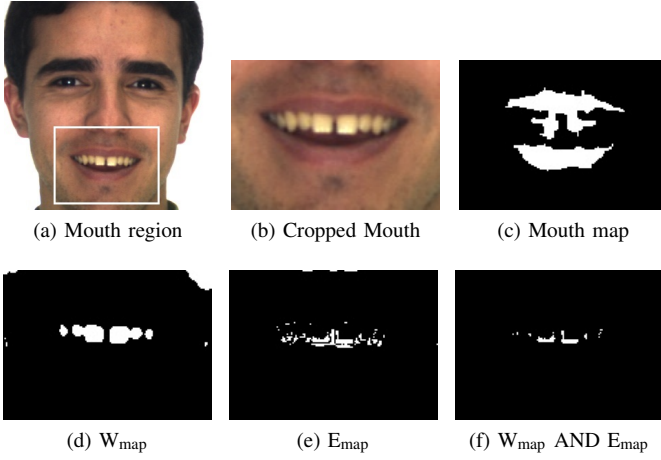 (a) Mouth region
(b) Cropped Mouth
(c) Mouth map
(d) Wmap
(e) Emap
(f) Wmap AND Emap